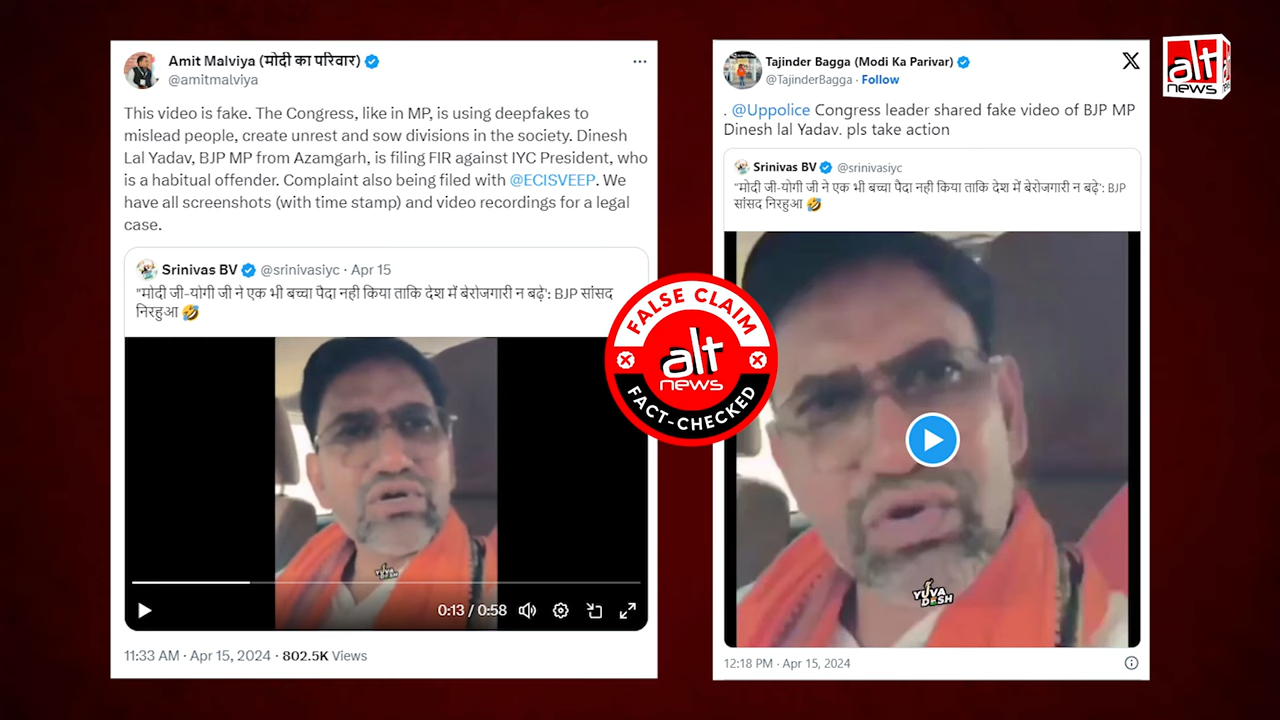 Amit Malviya (मोदी का परिवार)
@amitmalviya
This video is fake. The Congress, like in MP, is using deepfakes to
mislead people, create unrest and sow divisions in the society. Dinesh
Lal Yadav, BJP MP from Azamgarh, is filing FIR against IYC President, who
is a habitual offender. Complaint also being filed with @ECISVEEP. We
have all screenshots (with time stamp) and video recordings for a legal
case.
Srinivas BV @srinivasiyc · Apr 15
"मोदी जी-योगी जी ने एक भी बच्चा पैदा नही किया ताकि देश में बेरोजगारी न बढ़े': BJP सांसद
निरहुआ 🤣
YUVA
DESH
0:13 / 0:58
11:33 AM · Apr 15, 2024 · 802.5K Views
FALSE CLAIM
alt
news
FACT-CHECKED
Tajinder Bagga (Modi Ka Parivar)
@TajinderBagga · Follow
. @Uppolice Congress leader shared fake video of BJP MP
Dinesh lal Yadav. pls take action
Srinivas BV @srinivasiyc
"मोदी जी-योगी जी ने एक भी बच्चा पैदा नही किया ताकि देश में बेरोजगारी न बढ़े': BJP
सांसद निरहुआ 🤣
YUVA
DESH
12:18 PM · Apr 15, 2024
alt
news